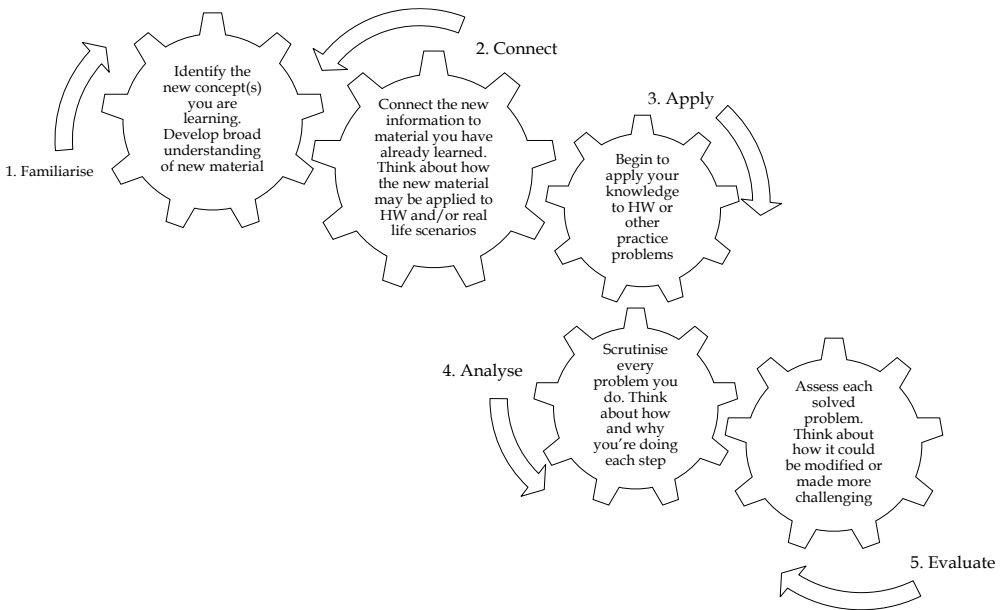 1. Familiarise
Identify the
new concept(s)
you are
learning.
Develop broad
understanding
of new material
2. Connect
Connect the new
information to
material you have
already learned.
Think about how
the new material
may be applied to
HW and/or real
life scenarios
3. Apply
Begin to
apply your
knowledge
to HW or
other
practice
problems
4. Analyse
Scrutinise
every
problem you
do. Think
about how
and why
you're doing
each step
Assess each
solved
problem.
Think about
how it could
be modified or
made more
challenging
5. Evaluate